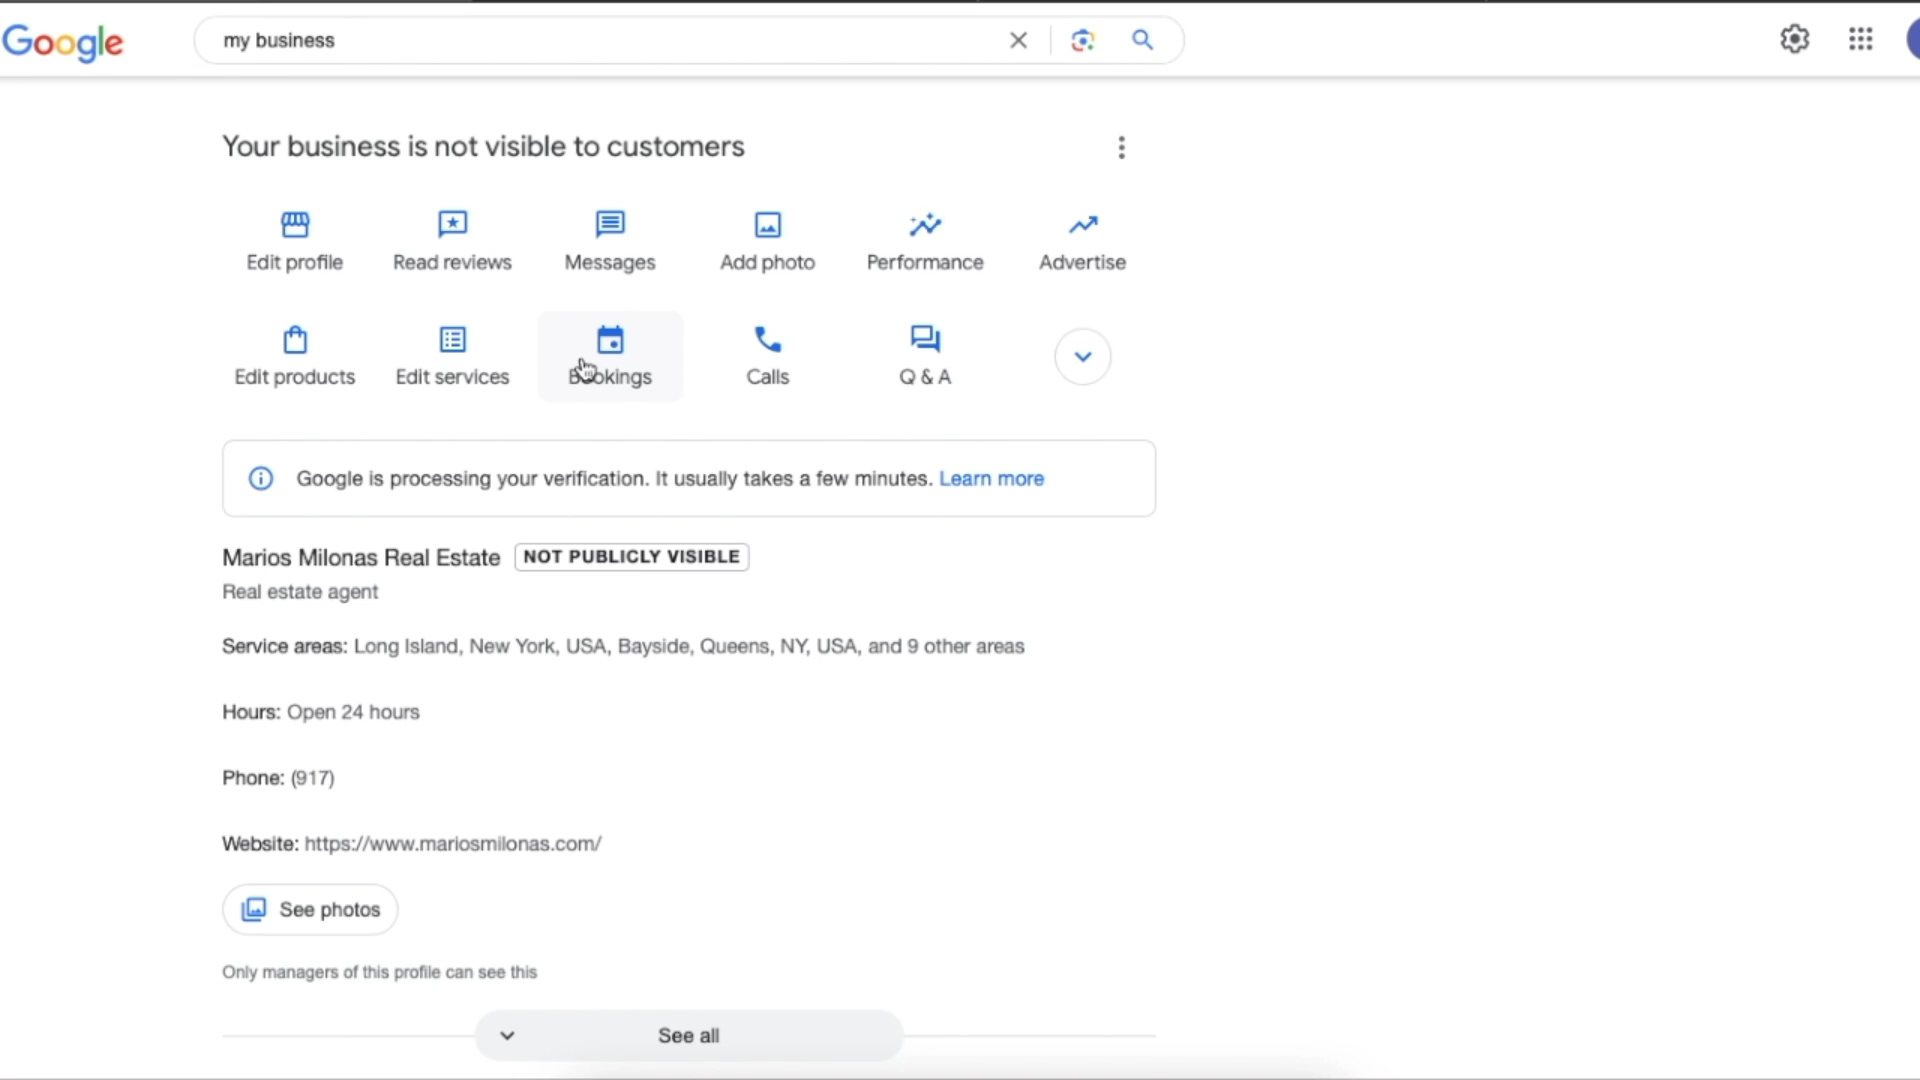 Google
my business
Your business is not visible to customers
Edit profile
Read reviews
Messages
Add photo
Performance
Advertise
Edit products
Edit services
Bookings
Calls
Q & A
Google is processing your verification. It usually takes a few minutes. Learn more
Marios Milonas Real Estate NOT PUBLICLY VISIBLE
Real estate agent
Service areas: Long Island, New York, USA, Bayside, Queens, NY, USA, and 9 other areas
Hours: Open 24 hours
Phone: (917)
Website: https://www.mariosmilonas.com/
See photos
Only managers of this profile can see this
See all